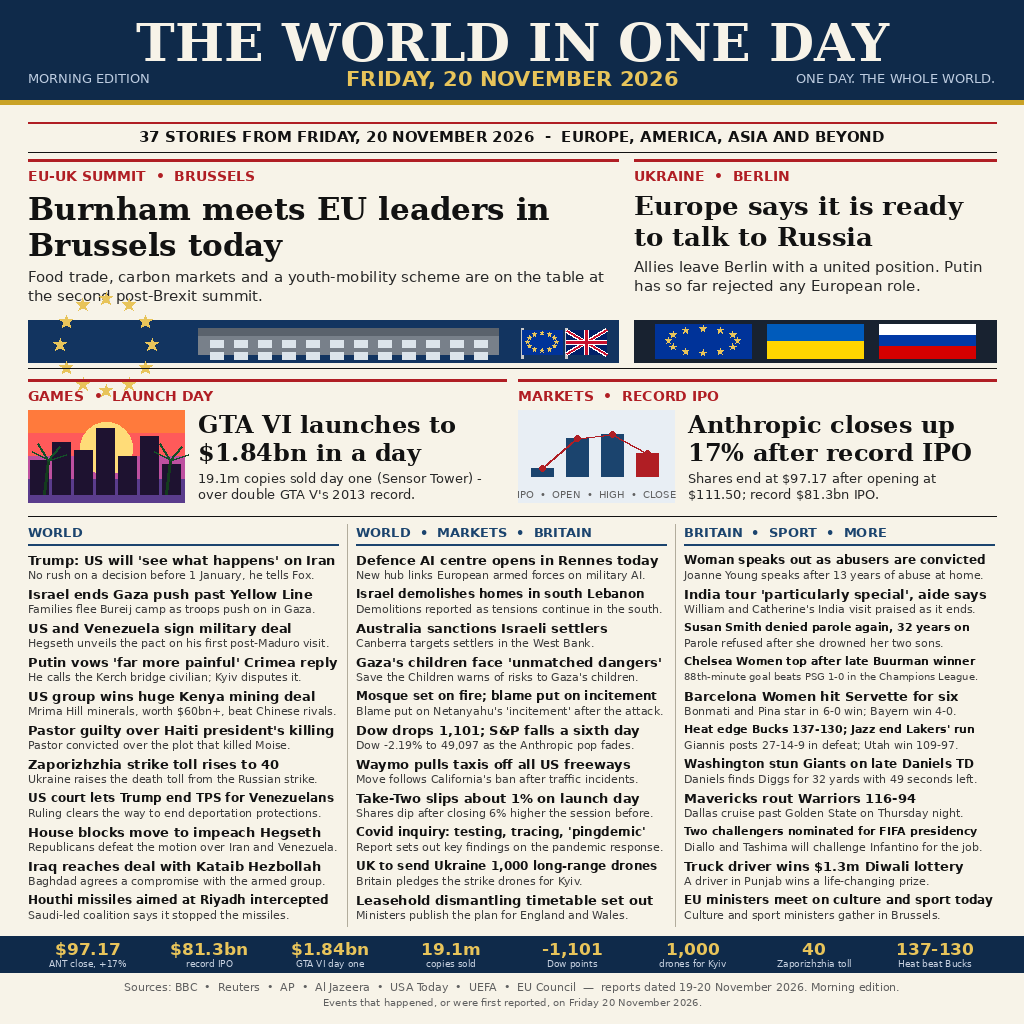 THE WORLD IN ONE DAY
MORNING EDITION
FRIDAY, 20 NOVEMBER 2026
ONE DAY. THE WHOLE WORLD.
37 STORIES FROM FRIDAY, 20 NOVEMBER 2026 - EUROPE, AMERICA, ASIA AND BEYOND
EU-UK SUMMIT • BRUSSELS
Burnham meets EU leaders in
Brussels today
Food trade, carbon markets and a youth-mobility scheme are on the table at
the second post-Brexit summit.
UKRAINE • BERLIN
Europe says it is ready
to talk to Russia
Allies leave Berlin with a united position. Putin
has so far rejected any European role.
GAMES • LAUNCH DAY
GTA VI launches to
$1.84bn in a day
19.1m copies sold day one (Sensor Tower) -
over double GTA V's 2013 record.
MARKETS • RECORD IPO
IPO • OPEN • HIGH • CLOSE
Anthropic closes up
17% after record IPO
Shares end at $97.17 after opening at
$111.50; record $81.3bn IPO.
WORLD
Trump: US will 'see what happens' on Iran
No rush on a decision before 1 January, he tells Fox.
Israel ends Gaza push past Yellow Line
Families flee Bureij camp as troops push on in Gaza.
US and Venezuela sign military deal
Hegseth unveils the pact on his first post-Maduro visit.
Putin vows 'far more painful' Crimea reply
He calls the Kerch bridge civilian; Kyiv disputes it.
US group wins huge Kenya mining deal
Mrima Hill minerals, worth $60bn+, beat Chinese rivals.
Pastor guilty over Haiti president's killing
Pastor convicted over the plot that killed Moise.
Zaporizhzhia strike toll rises to 40
Ukraine raises the death toll from the Russian strike.
US court lets Trump end TPS for Venezuelans
Ruling clears the way to end deportation protections.
House blocks move to impeach Hegseth
Republicans defeat the motion over Iran and Venezuela.
Iraq reaches deal with Kataib Hezbollah
Baghdad agrees a compromise with the armed group.
Houthi missiles aimed at Riyadh intercepted
Saudi-led coalition says it stopped the missiles.
WORLD • MARKETS • BRITAIN
Defence AI centre opens in Rennes today
New hub links European armed forces on military AI.
Israel demolishes homes in south Lebanon
Demolitions reported as tensions continue in the south.
Australia sanctions Israeli settlers
Canberra targets settlers in the West Bank.
Gaza's children face 'unmatched dangers'
Save the Children warns of risks to Gaza's children.
Mosque set on fire; blame put on incitement
Blame put on Netanyahu's 'incitement' after the attack.
Dow drops 1,101; S&P falls a sixth day
Dow -2.19% to 49,097 as the Anthropic pop fades.
Waymo pulls taxis off all US freeways
Move follows California's ban after traffic incidents.
Take-Two slips about 1% on launch day
Shares dip after closing 6% higher the session before.
Covid inquiry: testing, tracing, 'pingdemic'
Report sets out key findings on the pandemic response.
UK to send Ukraine 1,000 long-range drones
Britain pledges the strike drones for Kyiv.
Leasehold dismantling timetable set out
Ministers publish the plan for England and Wales.
BRITAIN • SPORT • MORE
Woman speaks out as abusers are convicted
Joanne Young speaks after 13 years of abuse at home.
India tour 'particularly special', aide says
William and Catherine's India visit praised as it ends.
Susan Smith denied parole again, 32 years on
Parole refused after she drowned her two sons.
Chelsea Women top after late Buurman winner
88th-minute goal beats PSG 1-0 in the Champions League.
Barcelona Women hit Servette for six
Bonmati and Pina star in 6-0 win; Bayern win 4-0.
Heat edge Bucks 137-130; Jazz end Lakers' run
Giannis posts 27-14-9 in defeat; Utah win 109-97.
Washington stun Giants on late Daniels TD
Daniels finds Diggs for 32 yards with 49 seconds left.
Mavericks rout Warriors 116-94
Dallas cruise past Golden State on Thursday night.
Two challengers nominated for FIFA presidency
Diallo and Tashima will challenge Infantino for the job.
Truck driver wins $1.3m Diwali lottery
A driver in Punjab wins a life-changing prize.
EU ministers meet on culture and sport today
Culture and sport ministers gather in Brussels.
$97.17
ANT close, +17%
$81.3bn
record IPO
$1.84bn
GTA VI day one
19.1m
copies sold
-1,101
Dow points
1,000
drones for Kyiv
40
Zaporizhzhia toll
137-130
Heat beat Bucks
Sources: BBC • Reuters • AP • Al Jazeera • USA Today • UEFA • EU Council — reports dated 19-20 November 2026. Morning edition.
Events that happened, or were first reported, on Friday 20 November 2026.